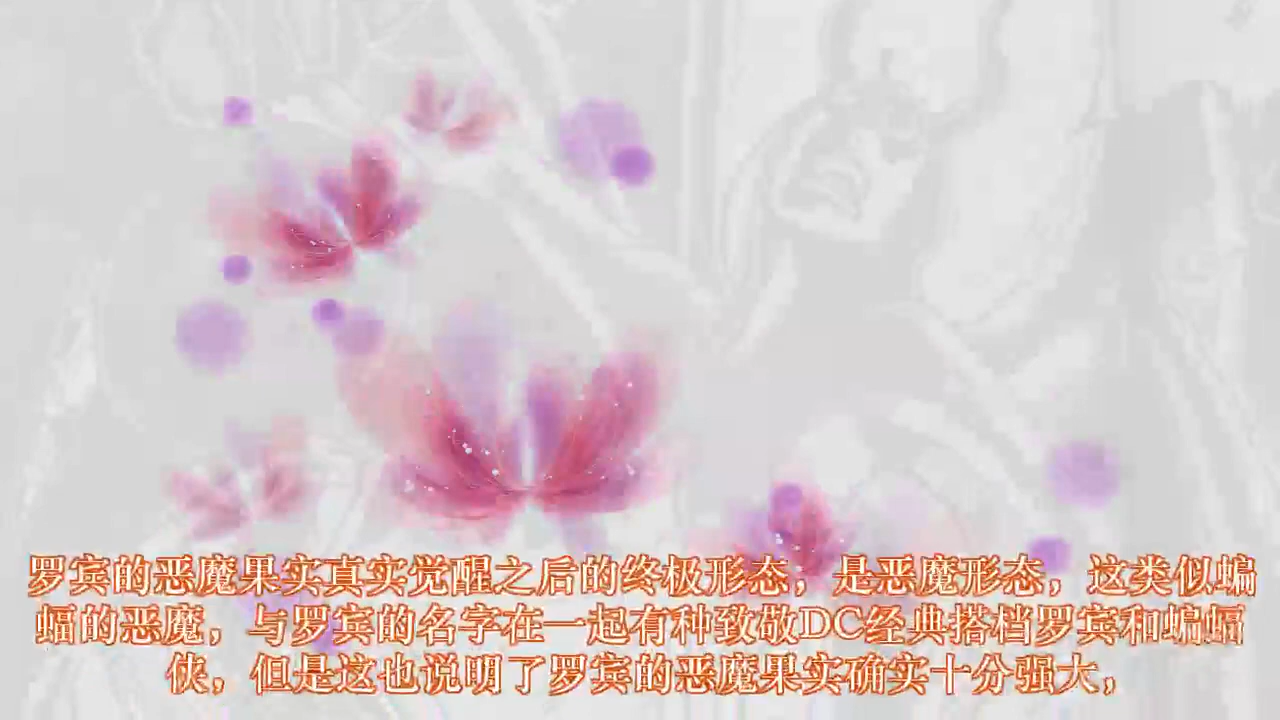 罗宾的恶魔果实真实觉醒之后的终极形态，是恶魔形态，这类似蝙
蝠的恶魔，与罗宾的名字在一起有种致敬DC经典搭档罗宾和蝙蝠
侠，但是这也说明了罗宾的恶魔果实确实十分强大，